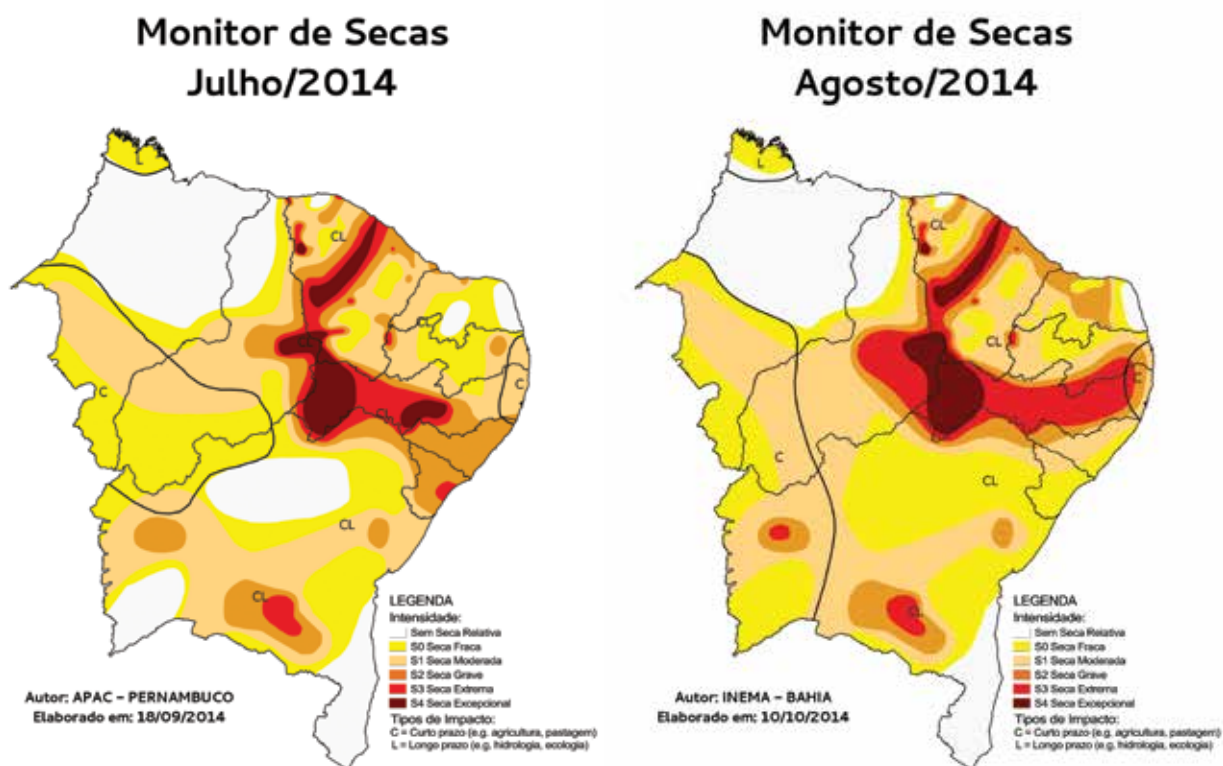 Monitor de Secas
Julho/2014
L
CL
C
C
CL
CL
CL
LEGENDA
Intensidade:
Sem Seca Relativa
S0 Seca Fraca
S1 Seca Moderada
S2 Seca Grave
S3 Seca Extrema
S4 Seca Excepcional
Tipos de Impacto:
C = Curto prazo (e.g. agricultura, pastagem)
L = Longo prazo (e.g. hidrologia, ecologia)
Autor: APAC – PERNAMBUCO
Elaborado em: 18/09/2014
Monitor de Secas
Agosto/2014
L
CL
CL
C
C
CL
CL
LEGENDA
Intensidade:
Sem Seca Relativa
S0 Seca Fraca
S1 Seca Moderada
S2 Seca Grave
S3 Seca Extrema
S4 Seca Excepcional
Tipos de Impacto:
C = Curto prazo (e.g. agricultura, pastagem)
L = Longo prazo (e.g. hidrologia, ecologia)
Autor: INEMA – BAHIA
Elaborado em: 10/10/2014